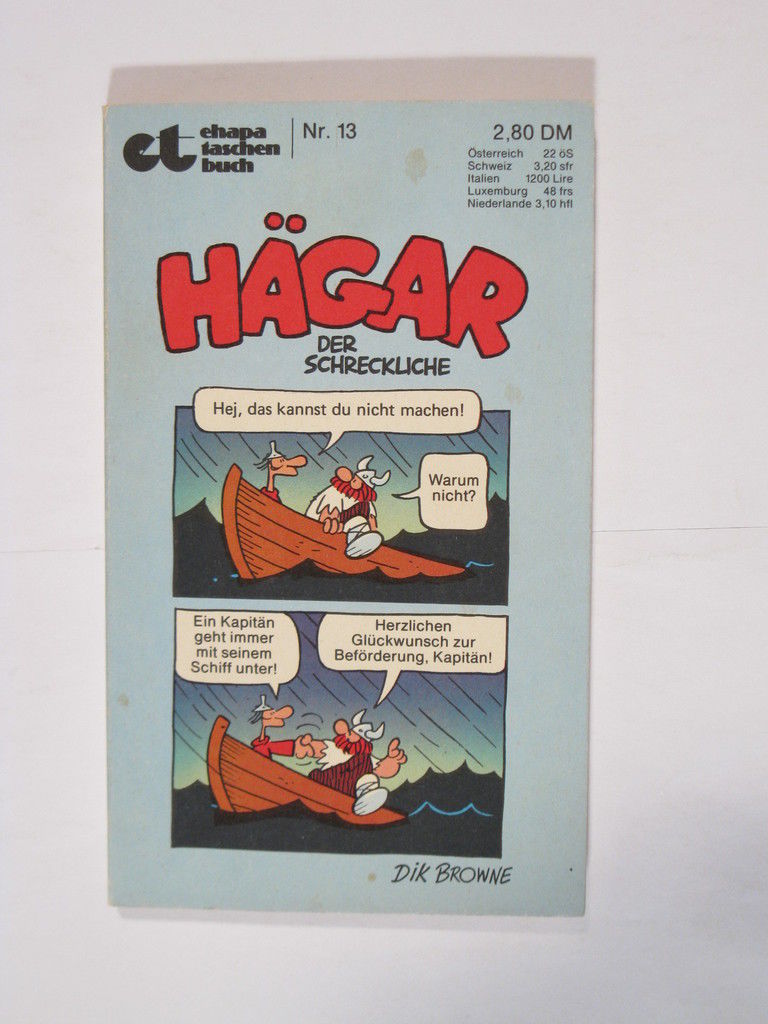 ct ehapa taschen buch Nr. 13
2,80 DM
Österreich 22 öS
Schweiz 3,20 sfr
Italien 1200 Lire
Luxemburg 48 frs
Niederlande 3,10 hfl
HÄGAR
DER
SCHRECKLICHE
Hej, das kannst du nicht machen!
Warum
nicht?
Ein Kapitän
geht immer
mit seinem
Schiff unter!
Herzlichen
Glückwunsch zur
Beförderung, Kapitän!
DiK BROWNE